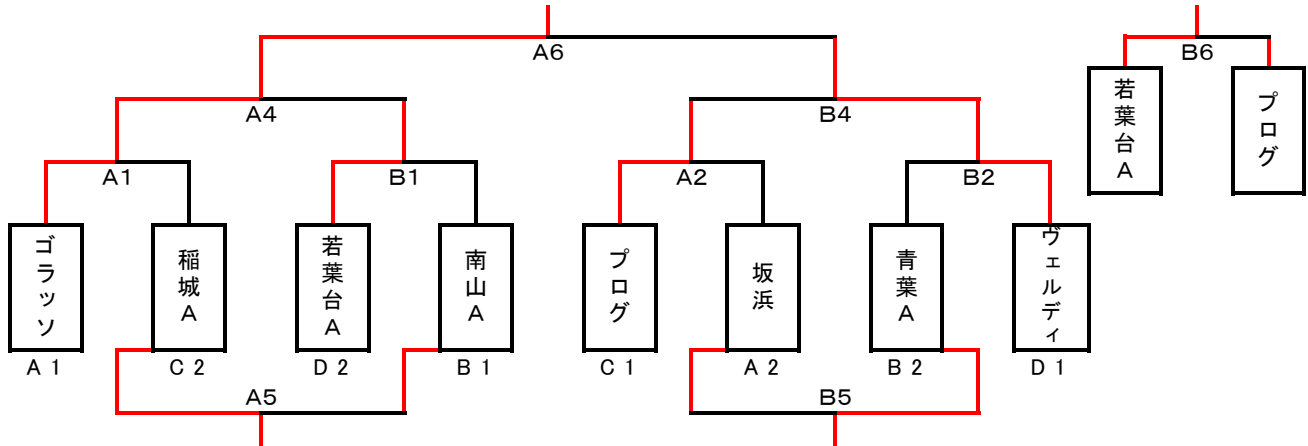 A6
B6
A4
B4
A1
B1
A2
B2
若葉台A
プログ
ゴラッソ
稲城A
若葉台A
南山A
プログ
坂浜
青葉A
ヴェルディ
A 1
C 2
D 2
B 1
C 1
A 2
B 2
D 1
A5
B5